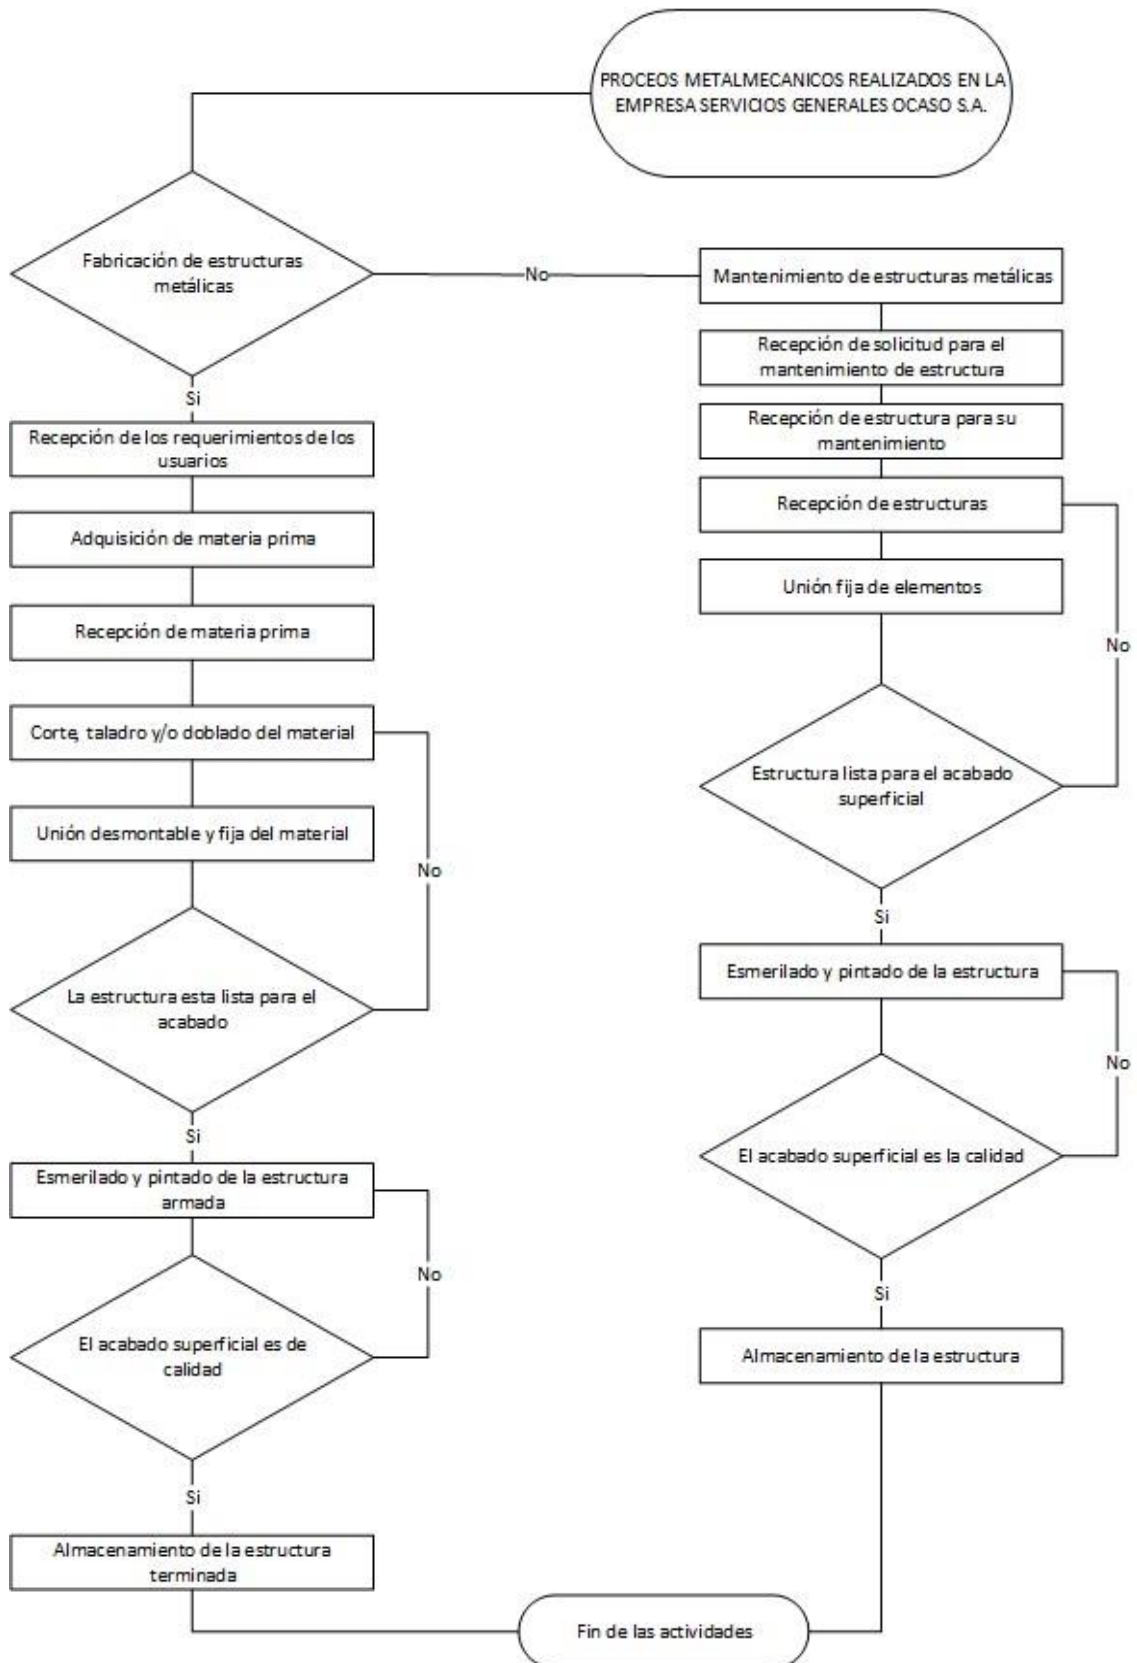 PROCEOS METALMECANICOS REALIZADOS EN LA
EMPRESA SERVICIOS GENERALES OCASO S.A.
Fabricación de estructuras
metálicas
No
Si
Recepción de los requerimientos de los
usuarios
Adquisición de materia prima
Recepción de materia prima
Corte, taladro y/o doblado del material
Unión desmontable y fija del material
No
La estructura esta lista para el
acabado
Si
Esmerilado y pintado de la estructura
armada
No
El acabado superficial es de
calidad
Si
Almacenamiento de la estructura
terminada
Mantenimiento de estructuras metálicas
Recepción de solicitud para el
mantenimiento de estructura
Recepción de estructura para su
mantenimiento
Recepción de estructuras
Unión fija de elementos
No
Estructura lista para el acabado
superficial
Si
Esmerilado y pintado de la estructura
No
El acabado superficial es la calidad
Si
Almacenamiento de la estructura
Fin de las actividades